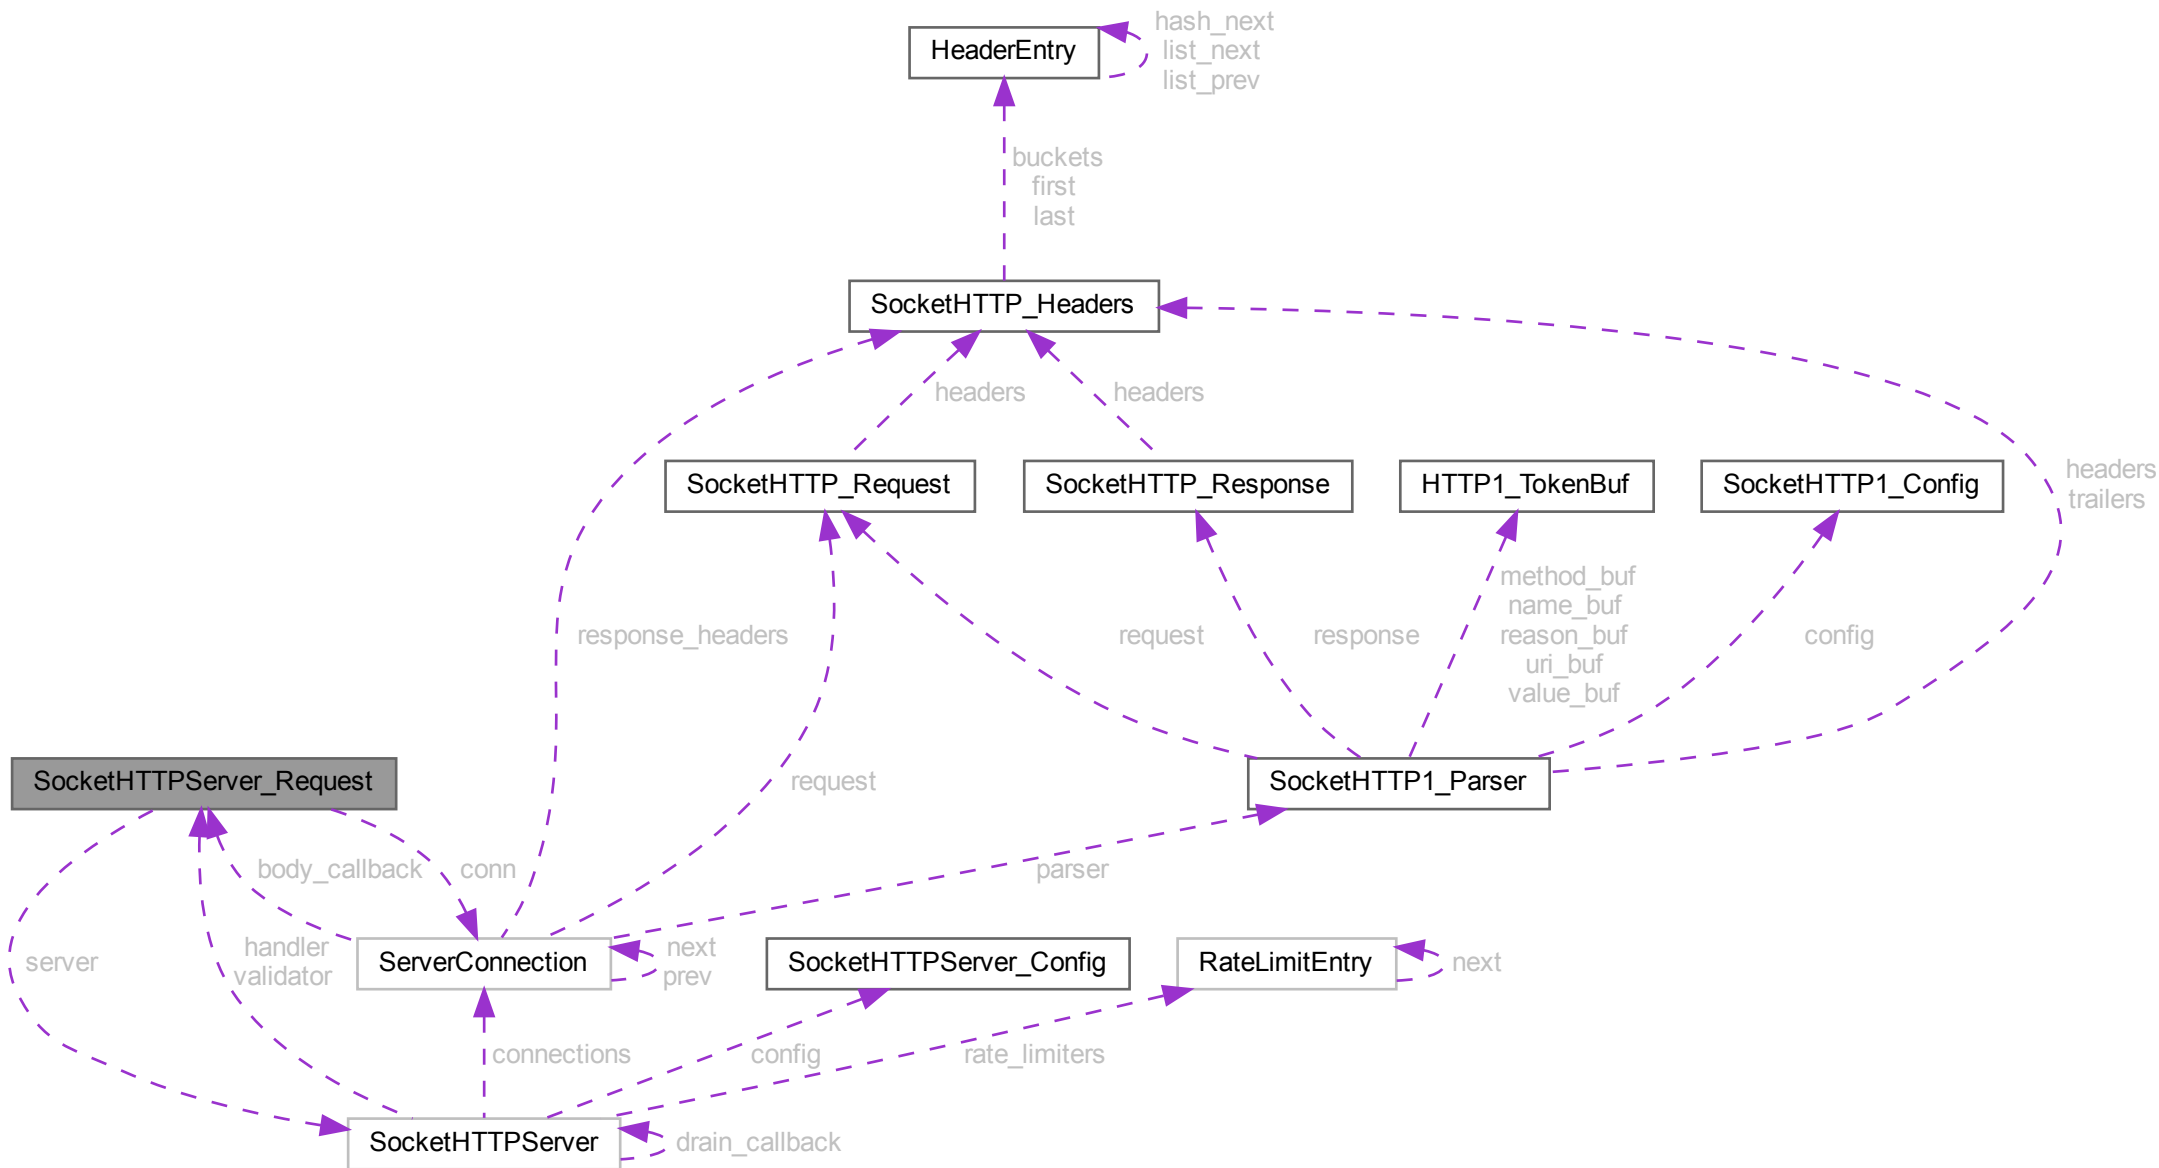 hash_next
HeaderEntry
list_next
list_prev
buckets
first
last
SocketHTTP_Headers
headers
headers
headers
trailers
SocketHTTP_Request
SocketHTTP_Response
HTTP1_TokenBuf
SocketHTTP1_Config
method_buf
name_buf
reason_buf
uri_buf
value_buf
response_headers
request
response
config
SocketHTTPServer_Request
request
SocketHTTP1_Parser
body_callback
conn
parser
server
handler
validator
ServerConnection
next
prev
SocketHTTPServer_Config
RateLimitEntry
next
connections
config
rate_limiters
SocketHTTPServer
drain_callback